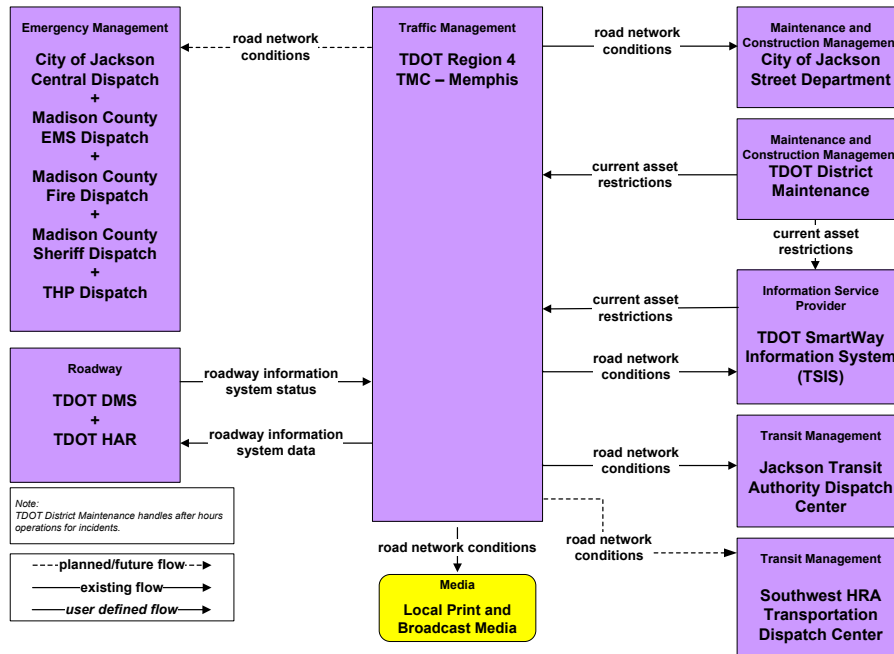 Emergency Management
City of Jackson
Central Dispatch
+
Madison County
EMS Dispatch
+
Madison County
Fire Dispatch
+
Madison County
Sheriff Dispatch
+
THP Dispatch
road network
conditions
Traffic Management
TDOT Region 4
TMC – Memphis
road network
conditions
Maintenance and
Construction Management
City of Jackson
Street Department
current asset
restrictions
Maintenance and
Construction Management
TDOT District
Maintenance
current asset
restrictions
current asset
restrictions
Information Service
Provider
TDOT SmartWay
Information System
(TSIS)
road network
conditions
Roadway
TDOT DMS
+
TDOT HAR
roadway information
system status
roadway information
system data
road network
conditions
Transit Management
Jackson Transit
Authority Dispatch
Center
road network
conditions
Transit Management
Southwest HRA
Transportation
Dispatch Center
Note:
TDOT District Maintenance handles after hours
operations for incidents.
planned/future flow
existing flow
user defined flow
road network conditions
Media
Local Print and
Broadcast Media